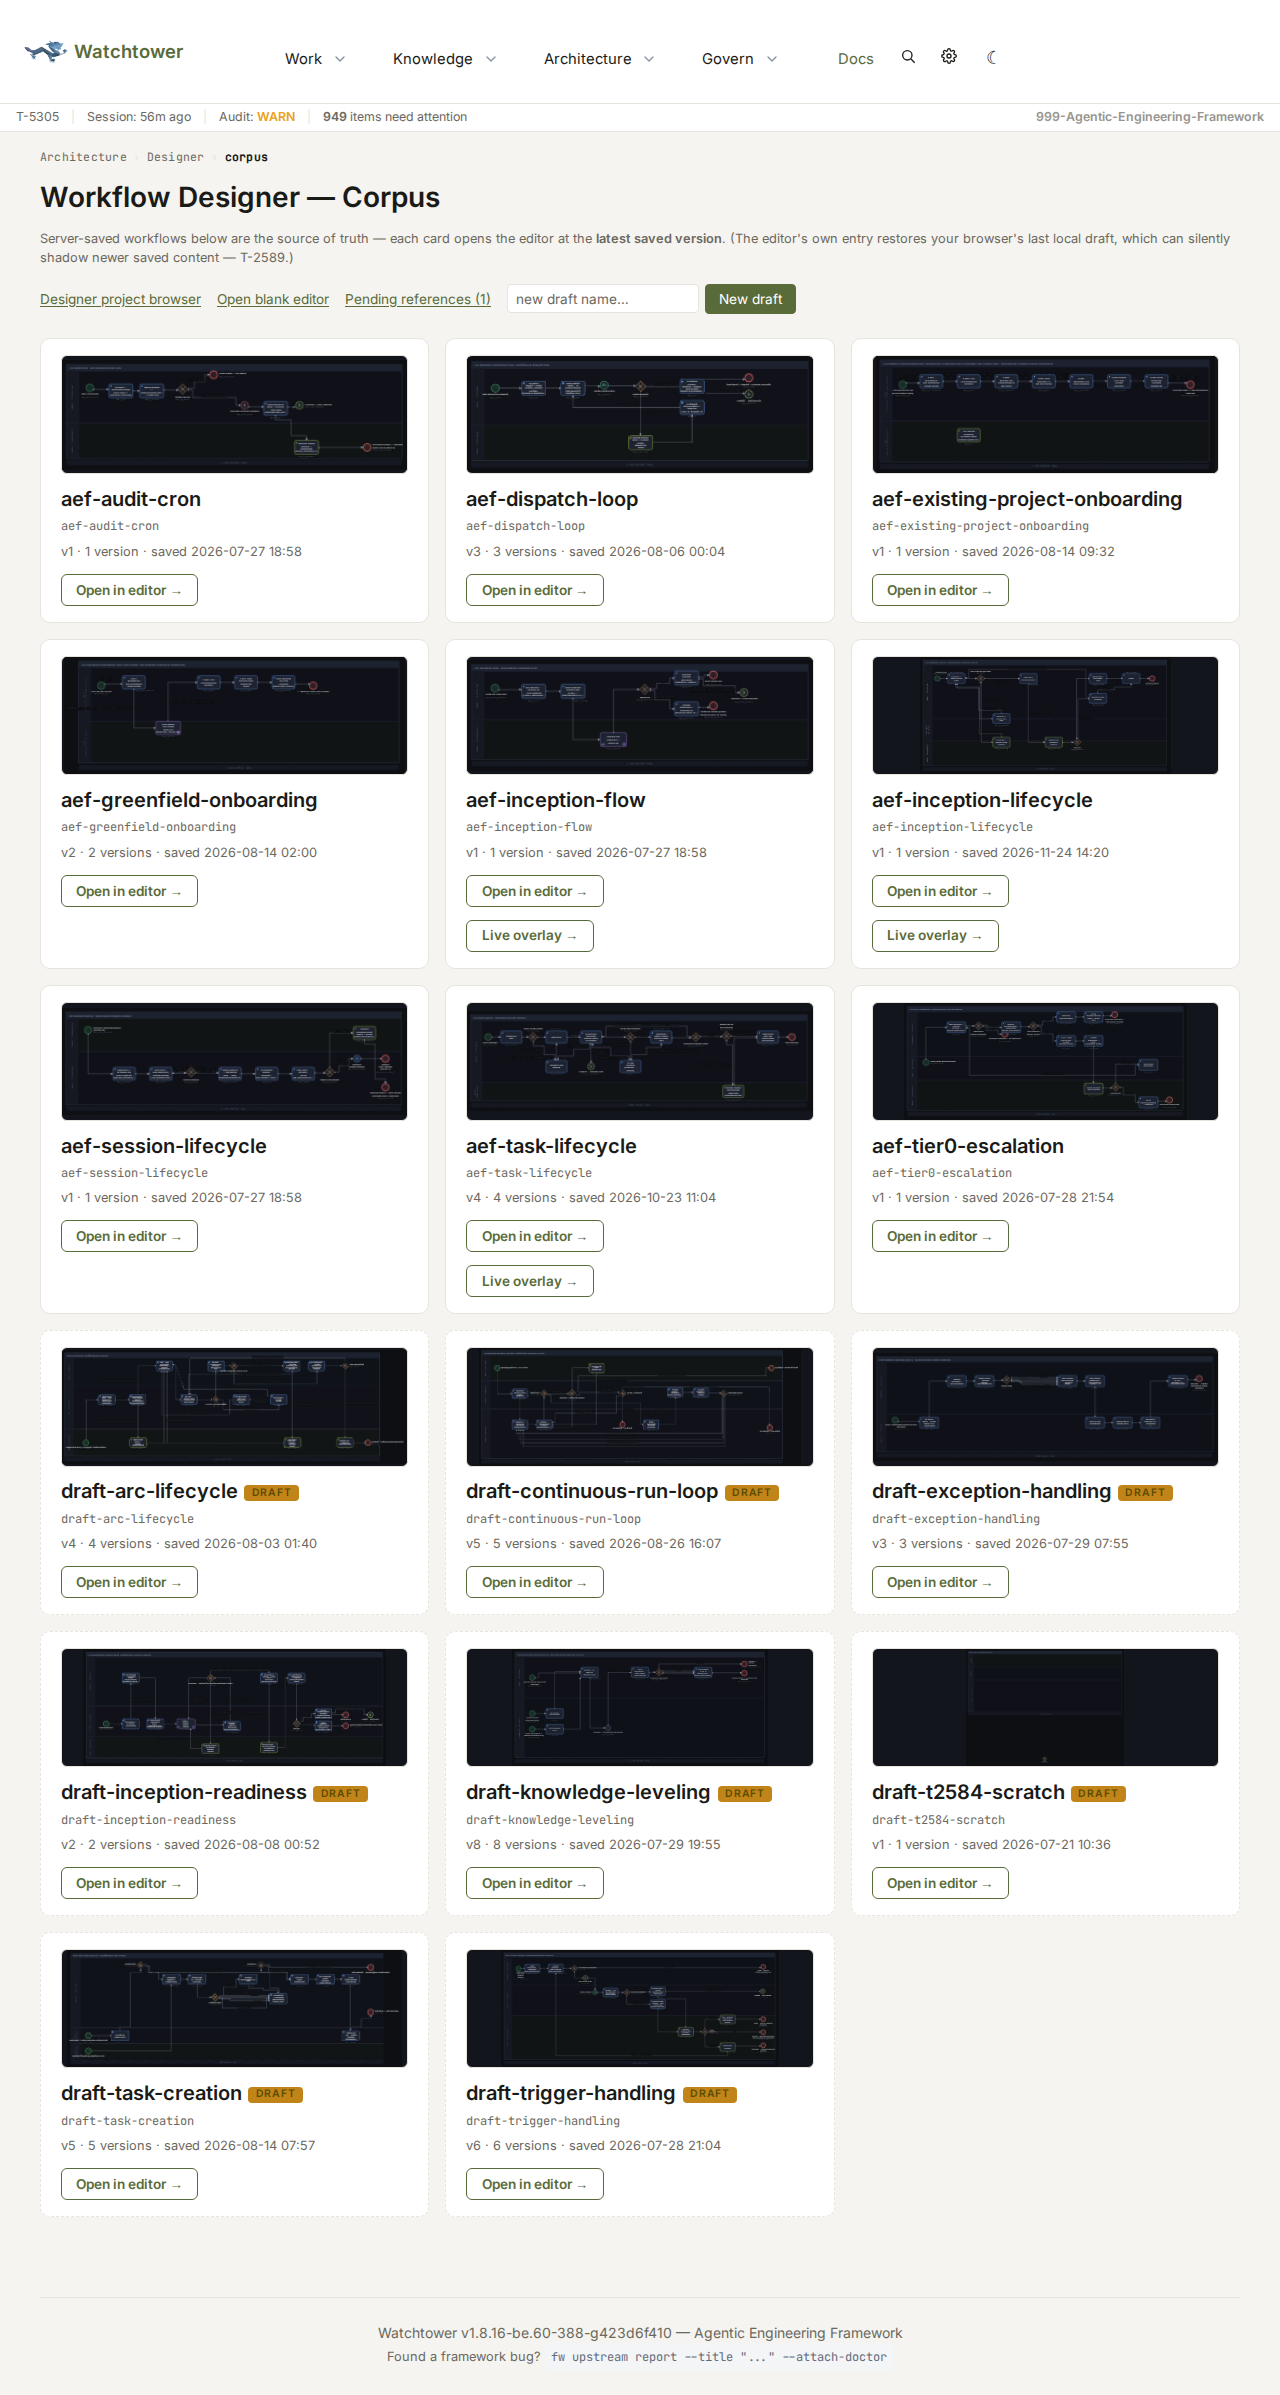 Watchtower
Work
Knowledge
Architecture
Govern
Docs
T-5305
Session: 56m ago
Audit: WARN
949 items need attention
999-Agentic-Engineering-Framework
Architecture › Designer › corpus
Workflow Designer — Corpus
Server-saved workflows below are the source of truth — each card opens the editor at the latest saved version. (The editor's own entry restores your browser's last local draft, which can silently
shadow newer saved content — T-2589.)
Designer project browser
Open blank editor
Pending references (1)
new draft name...
New draft
aef-audit-cron
aef-audit-cron
v1 · 1 version · saved 2026-07-27 18:58
Open in editor →
aef-dispatch-loop
aef-dispatch-loop
v3 · 3 versions · saved 2026-08-06 00:04
Open in editor →
aef-existing-project-onboarding
aef-existing-project-onboarding
v1 · 1 version · saved 2026-08-14 09:32
Open in editor →
aef-greenfield-onboarding
aef-greenfield-onboarding
v2 · 2 versions · saved 2026-08-14 02:00
Open in editor →
aef-inception-flow
aef-inception-flow
v1 · 1 version · saved 2026-07-27 18:58
Open in editor →
Live overlay →
aef-inception-lifecycle
aef-inception-lifecycle
v1 · 1 version · saved 2026-11-24 14:20
Open in editor →
Live overlay →
aef-session-lifecycle
aef-session-lifecycle
v1 · 1 version · saved 2026-07-27 18:58
Open in editor →
aef-task-lifecycle
aef-task-lifecycle
v4 · 4 versions · saved 2026-10-23 11:04
Open in editor →
Live overlay →
aef-tier0-escalation
aef-tier0-escalation
v1 · 1 version · saved 2026-07-28 21:54
Open in editor →
draft-arc-lifecycle DRAFT
draft-arc-lifecycle
v4 · 4 versions · saved 2026-08-03 01:40
Open in editor →
draft-continuous-run-loop DRAFT
draft-continuous-run-loop
v5 · 5 versions · saved 2026-08-26 16:07
Open in editor →
draft-exception-handling DRAFT
draft-exception-handling
v3 · 3 versions · saved 2026-07-29 07:55
Open in editor →
draft-inception-readiness DRAFT
draft-inception-readiness
v2 · 2 versions · saved 2026-08-08 00:52
Open in editor →
draft-knowledge-leveling DRAFT
draft-knowledge-leveling
v8 · 8 versions · saved 2026-07-29 19:55
Open in editor →
draft-t2584-scratch DRAFT
draft-t2584-scratch
v1 · 1 version · saved 2026-07-21 10:36
Open in editor →
draft-task-creation DRAFT
draft-task-creation
v5 · 5 versions · saved 2026-08-14 07:57
Open in editor →
draft-trigger-handling DRAFT
draft-trigger-handling
v6 · 6 versions · saved 2026-07-28 21:04
Open in editor →
Watchtower v1.8.16-be.60-388-g423d6f410 — Agentic Engineering Framework
Found a framework bug? fw upstream report --title "..." --attach-doctor